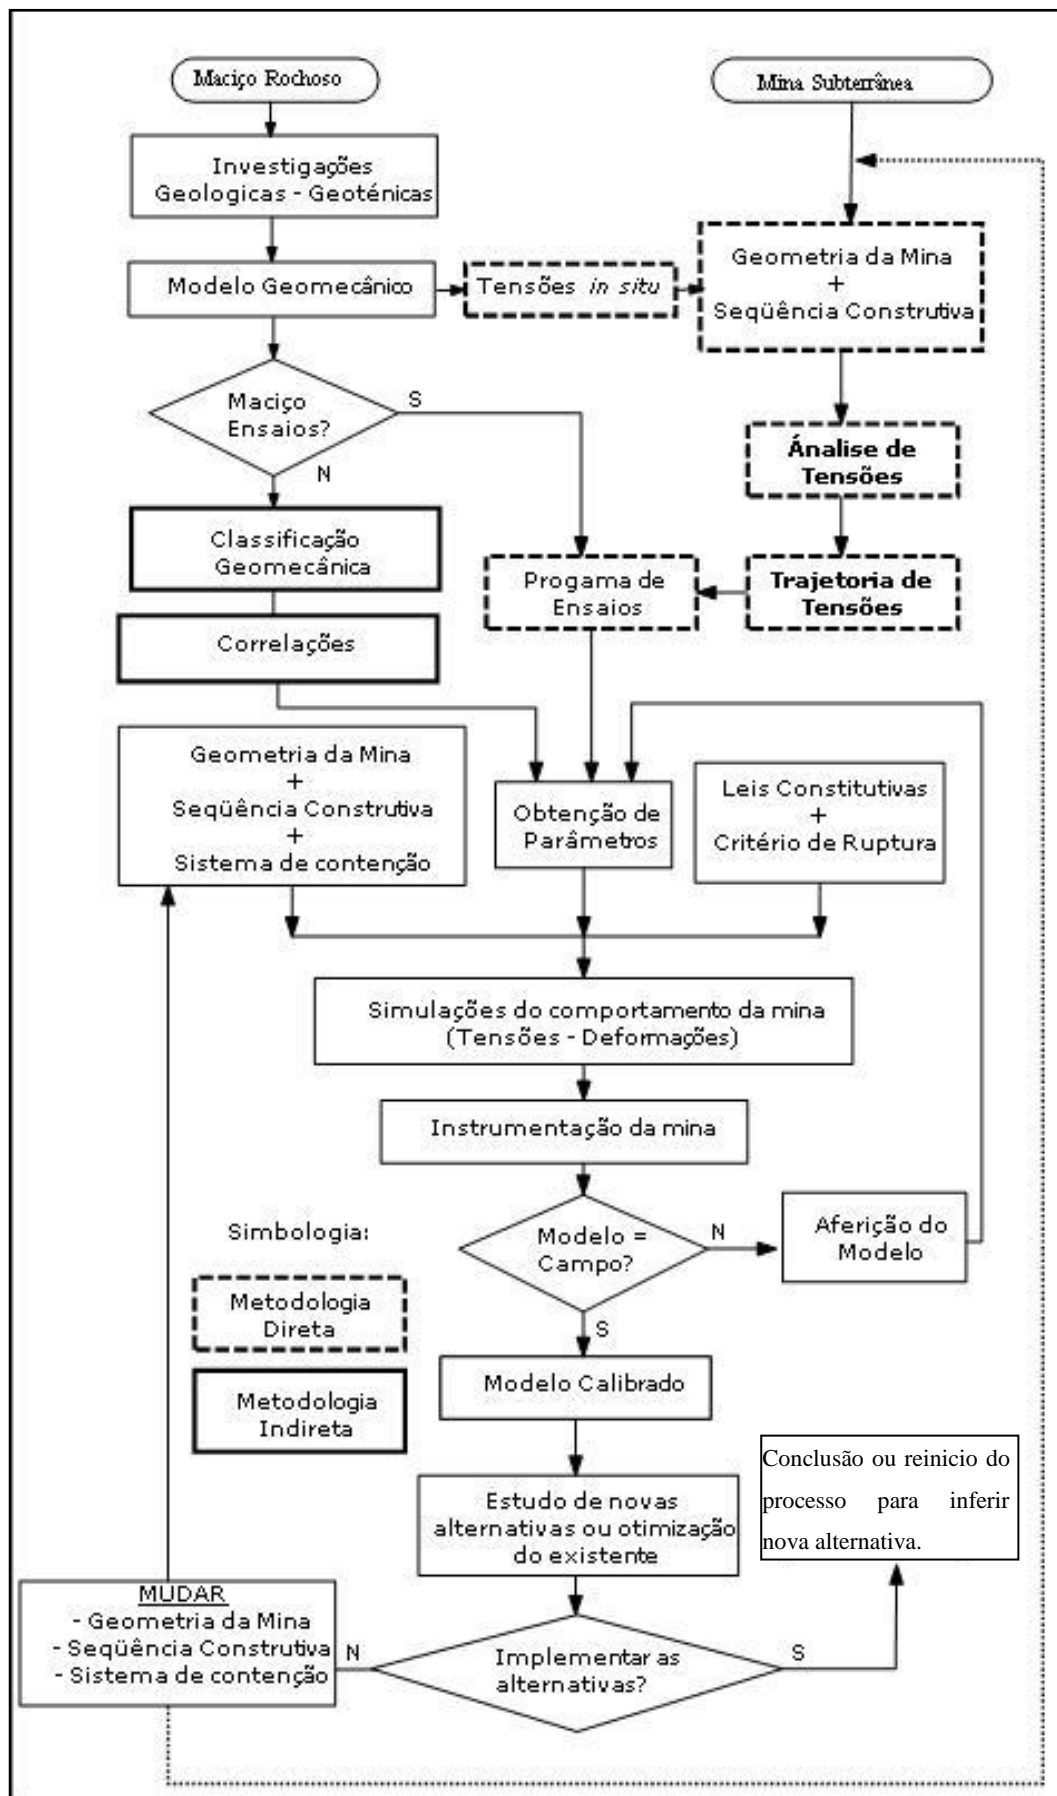 Maciço Rochoso
Mina Subterrânea
Investigações
Geologicas - Geoténicas
Modelo Geomecânico
Tensões in situ
Geometria da Mina
+
Seqüência Construtiva
Maciço
Ensaios?
S
N
Ánalise de
Tensões
Classificação
Geomecânica
Progama de
Ensaios
Trajetoria de
Tensões
Correlações
Geometria da Mina
+
Seqüência Construtiva
+
Sistema de contenção
Obtenção de
Parâmetros
Leis Constitutivas
+
Critério de Ruptura
Simulações do comportamento da mina
(Tensões - Deformações)
Instrumentação da mina
Simbologia:
Modelo =
Campo?
N
Aferição do
Modelo
S
Metodologia
Direta
Modelo Calibrado
Metodologia
Indireta
Conclusão ou reinicio do
processo para inferir
nova alternativa.
Estudo de novas
alternativas ou otimização
do existente
MUDAR
- Geometria da Mina
- Seqüência Construtiva
- Sistema de contenção
N
Implementar as
alternativas?
S